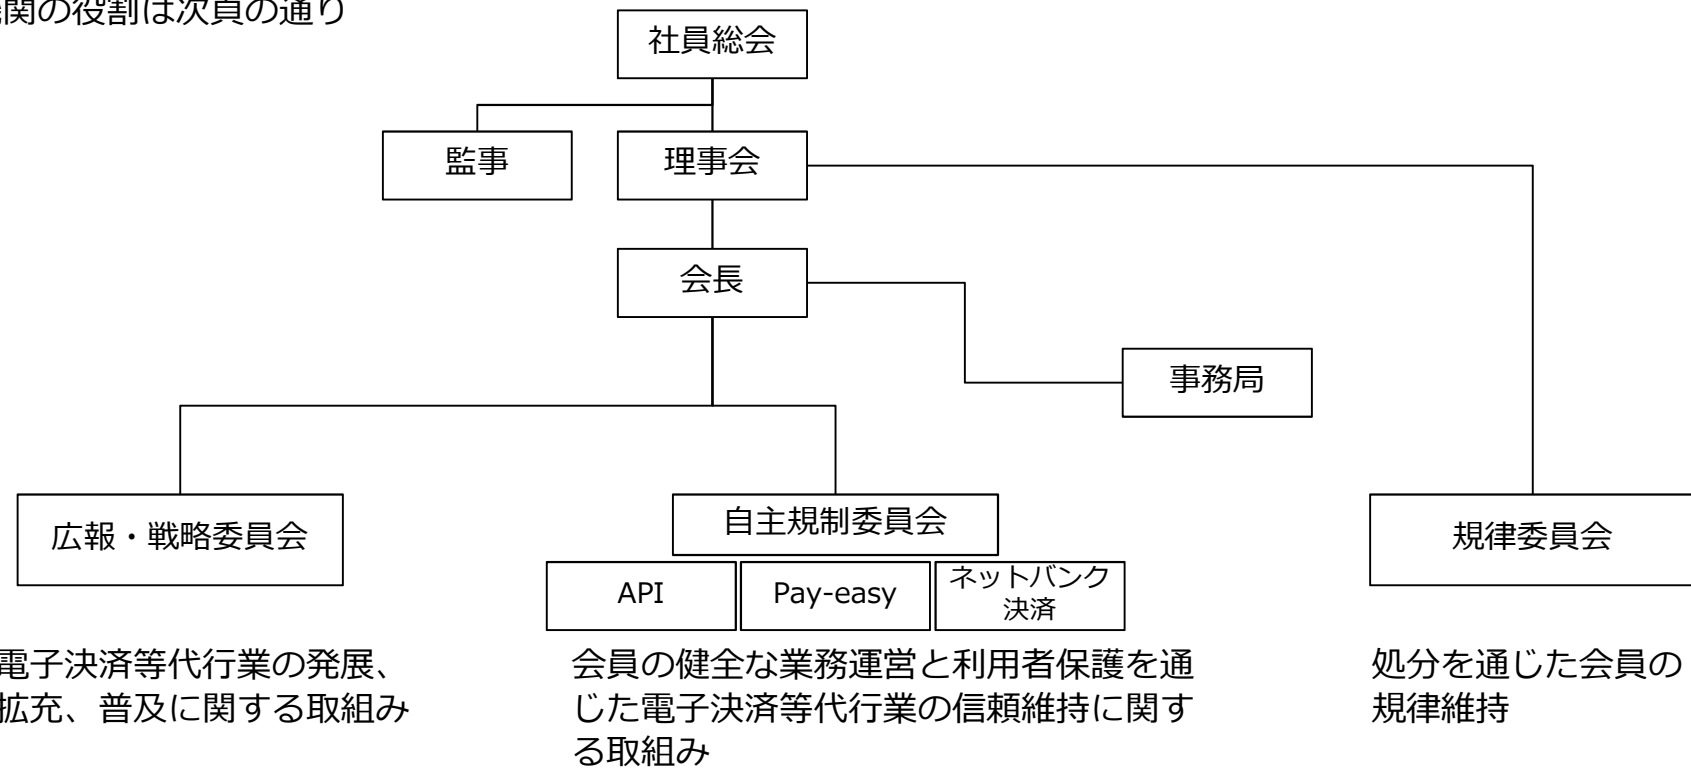 関の役割は次頁の通り
社員総会
監事
理事会
会長
事務局
広報・戦略委員会
自主規制委員会
規律委員会
API
Pay-easy
ネットバンク
決済
電子決済等代行業の発展、
拡充、普及に関する取組み
会員の健全な業務運営と利用者保護を通
じた電子決済等代行業の信頼維持に関す
る取組み
処分を通じた会員の
規律維持